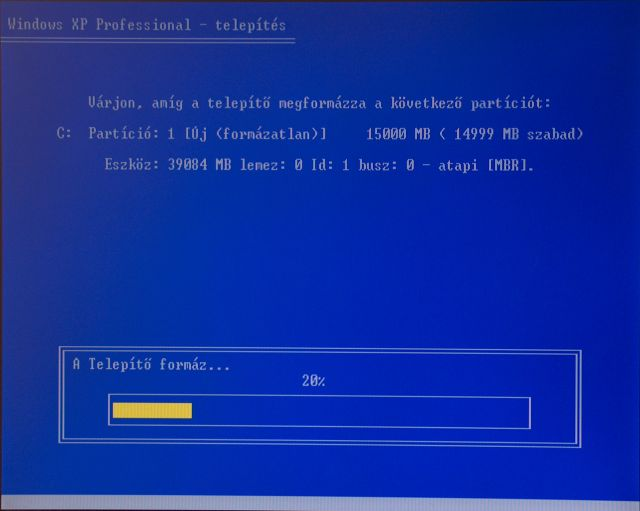 Windows XP Professional - telepítés
Várjon, amíg a telepítő megformázza a következő partíciót:
C: Partíció: 1 [Új (formázatlan)] 15000 MB ( 14999 MB szabad)
Eszköz: 39084 MB lemez: 0 Id: 1 busz: 0 - atapi [MBR].
A Telepítő formáz...
20%